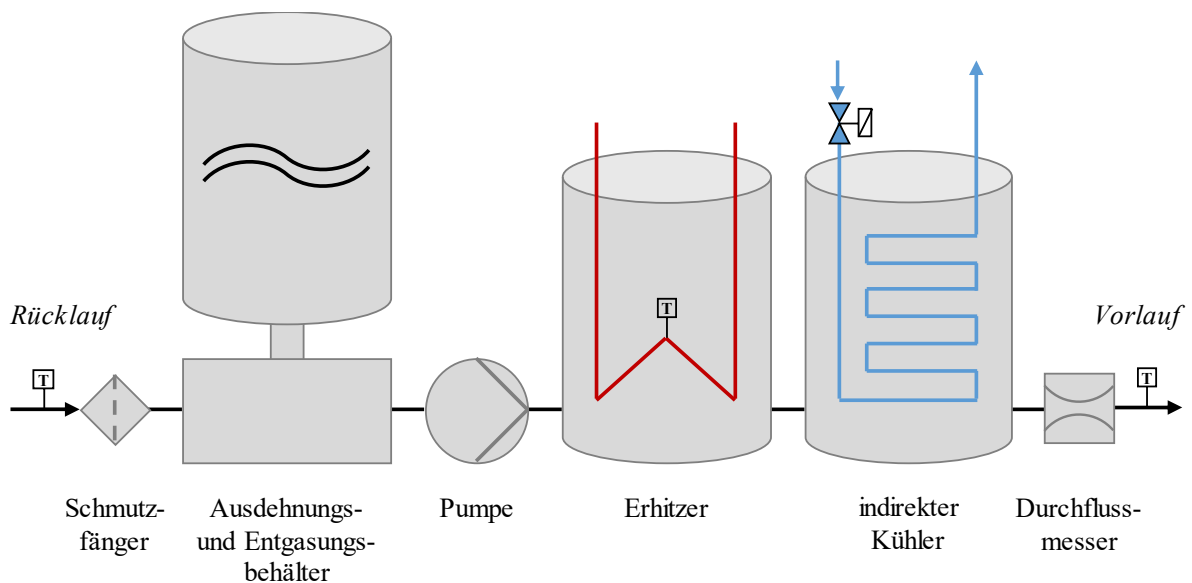 Rücklauf
Vorlauf
T
T
T
Schmutz-
fänger
Ausdehnungs-
und Entgasungs-
behälter
Pumpe
Erhitzer
indirekter
Kühler
Durchfluss-
messer